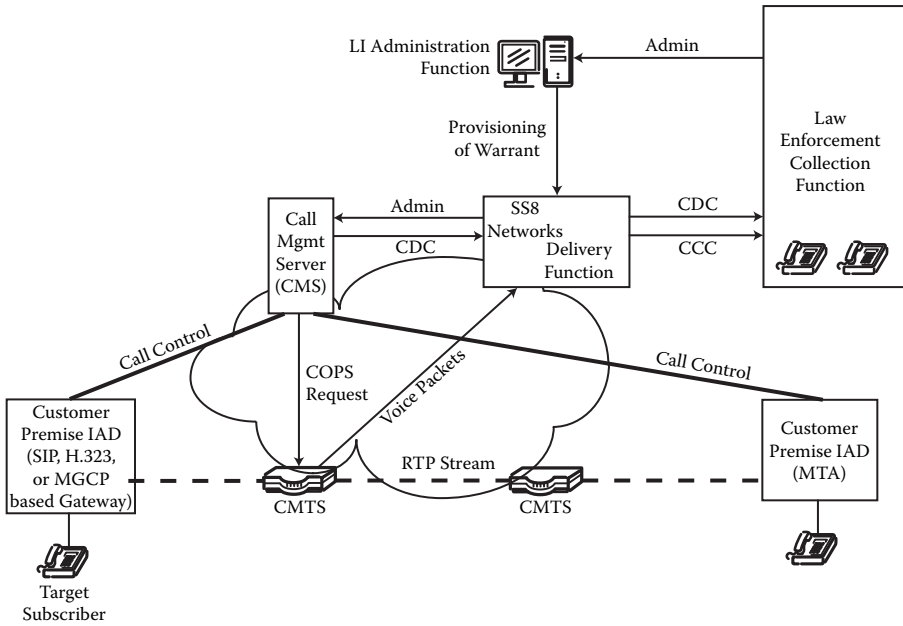 LI Administration
Function
Admin
Law
Enforcement
Collection
Function
Provisioning
of Warrant
Call
Mgmt
Server
(CMS)
Admin
CDC
SS8
Networks
Delivery
Function
CDC
CCC
Call Control
COPS
Request
Voice Packets
Call Control
Customer
Premise IAD
(SIP, H.323,
or MGCP
based Gateway)
RTP Stream
Customer
Premise IAD
(MTA)
CMTS
CMTS
Target
Subscriber